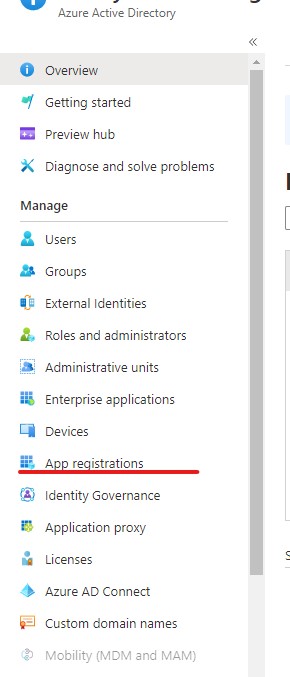 Azure Active Directory
«
Overview
Getting started
Preview hub
Diagnose and solve problems
Manage
Users
Groups
External Identities
Roles and administrators
Administrative units
Enterprise applications
Devices
App registrations
Identity Governance
Application proxy
Licenses
Azure AD Connect
Custom domain names
Mobility (MDM and MAM)